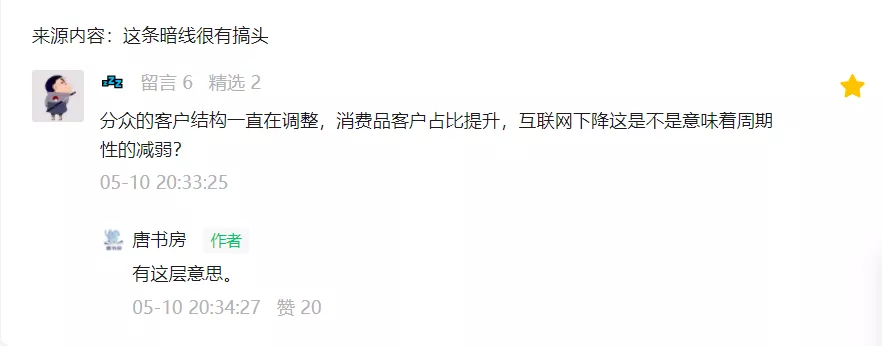 来源内容：这条暗线很有搞头
zzZ 留言 6 精选 2
分众的客户结构一直在调整，消费品客户占比提升，互联网下降这是不是意味着周期
性的减弱？
05-10 20:33:25
唐书房 作者
有这层意思。
05-10 20:34:27 赞 20